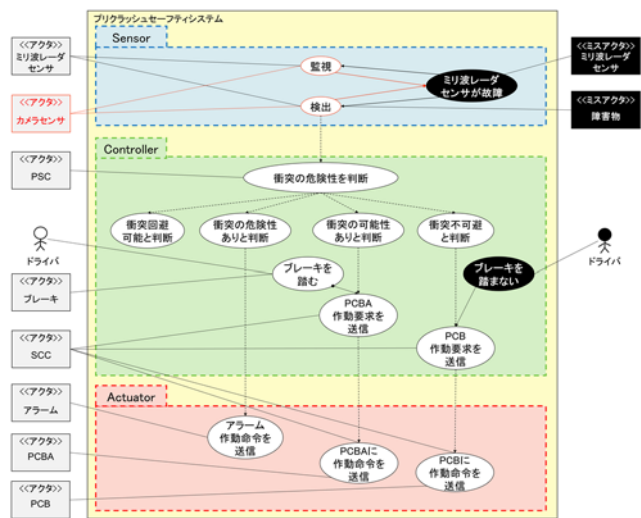 プリクラッシュセーフティシステム
Sensor
<<アクタ>>
ミリ波レーダ
センサ
<<アクタ>>
カメラセンサ
監視
検出
ミリ波レーダ
センサが故障
<<ミスアクタ>>
ミリ波レーダ
センサ
<<ミスアクタ>>
障害物
Controller
<<アクタ>>
PSC
衝突の危険性を判断
衝突回避
可能と判断
衝突の危険性
ありと判断
衝突の可能性
ありと判断
衝突不可避
と判断
ドライバ
ブレーキを
踏む
ブレーキを
踏まない
ドライバ
<<アクタ>>
ブレーキ
PCBA
作動要求を
送信
PCB
作動要求を
送信
<<アクタ>>
SCC
Actuator
<<アクタ>>
アラーム
アラーム
作動命令を
送信
PCBAに
作動命令を
送信
PCBに
作動命令を
送信
<<アクタ>>
PCBA
<<アクタ>>
PCB